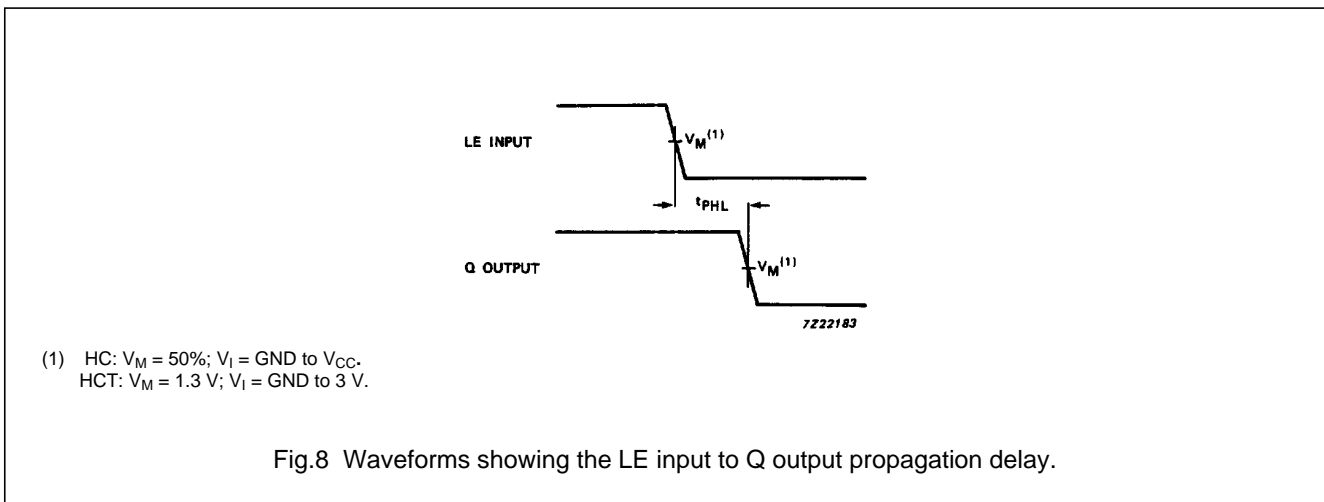 LE INPUT
V_M(1)
t_PHL
Q OUTPUT
V_M(1)
7Z22183
(1) HC: V_M = 50%; V_I = GND to V_CC.
HCT: V_M = 1.3 V; V_I = GND to 3 V.
Fig.8 Waveforms showing the LE input to Q output propagation delay.